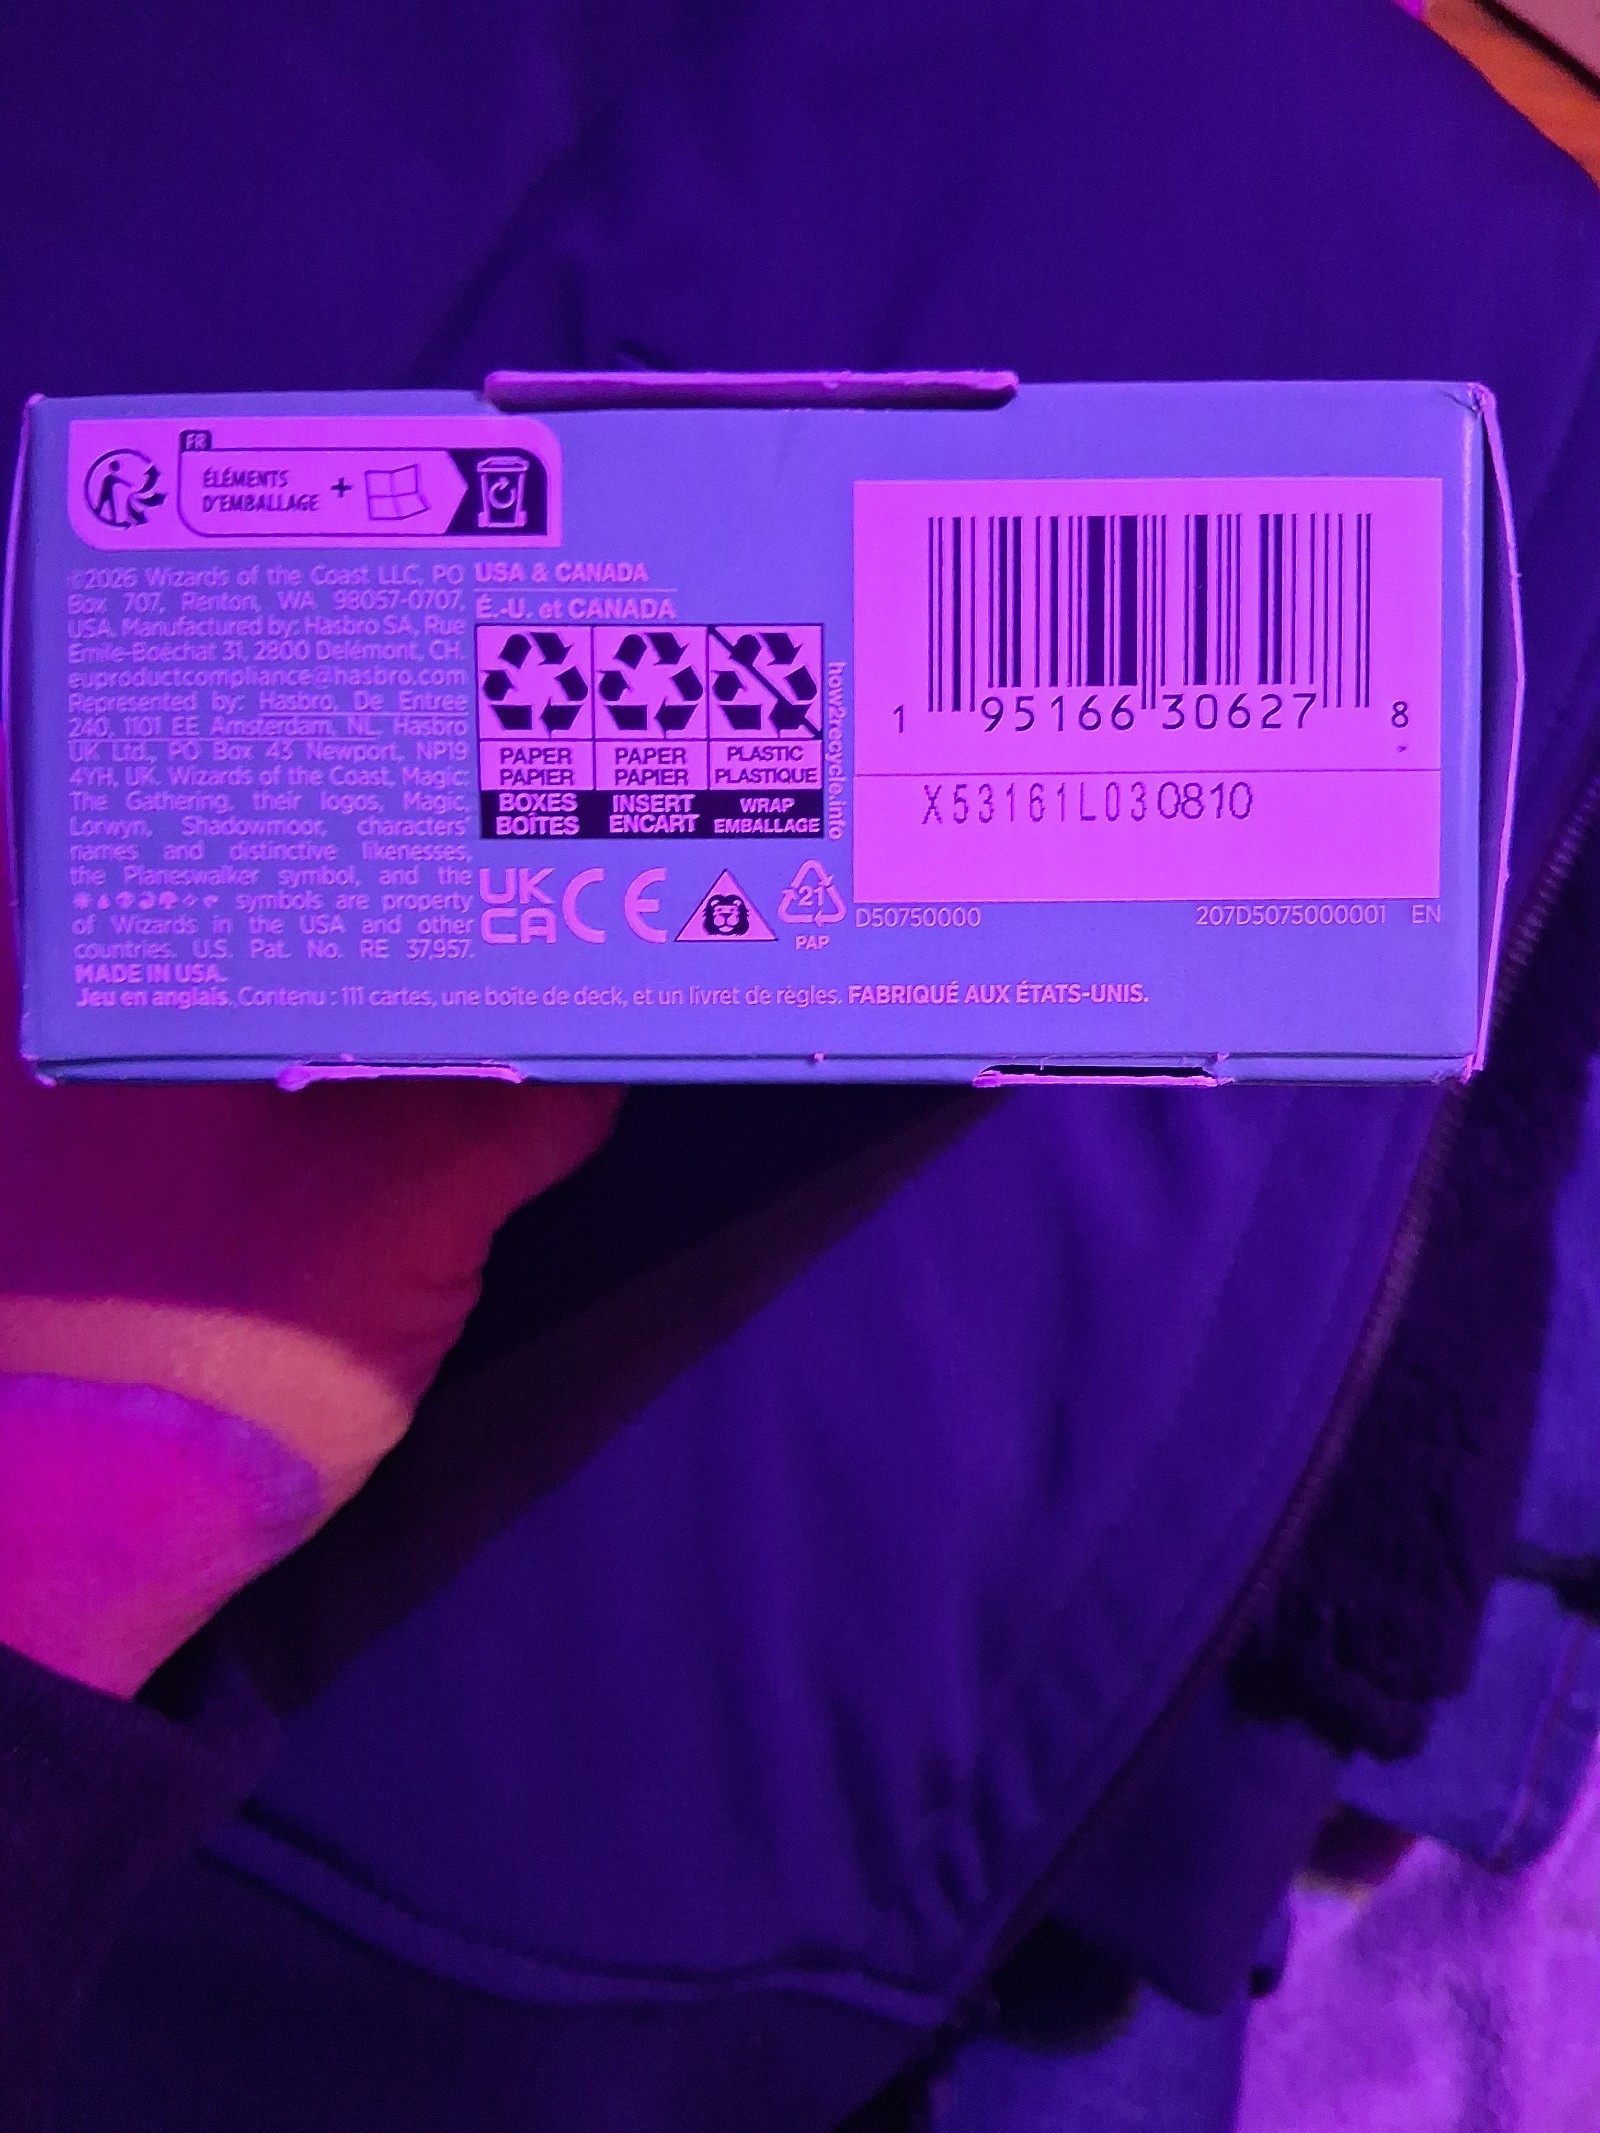 FR
ÉLÉMENTS
D'EMBALLAGE +
©2026 Wizards of the Coast LLC, PO
Box 707, Renton, WA 98057-0707,
USA. Manufactured by: Hasbro SA, Rue
Emile-Boéchat 31, 2800 Delémont, CH.
euproductcompliance@hasbro.com
Represented by: Hasbro, De Entree
240, 1101 EE Amsterdam, NL. Hasbro
UK Ltd., PO Box 43 Newport, NP19
4YH, UK. Wizards of the Coast, Magic:
The Gathering, their logos, Magic,
Lorwyn, Shadowmoor, characters'
names and distinctive likenesses,
the Planeswalker symbol, and the
symbols are property
of Wizards in the USA and other
countries. U.S. Pat. No. RE 37,957.
MADE IN USA.
Jeu en anglais. Contenu : 111 cartes, une boîte de deck, et un livret de règles. FABRIQUÉ AUX ÉTATS-UNIS.
USA & CANADA
É.-U. et CANADA
PAPER
PAPIER
BOXES
BOÎTES
PAPER
PAPIER
INSERT
ENCART
PLASTIC
PLASTIQUE
WRAP
EMBALLAGE
how2recycle.info
UK
CA
CE
21
PAP
1 95166 30627 8
X53161L030810
D50750000
207D5075000001 EN